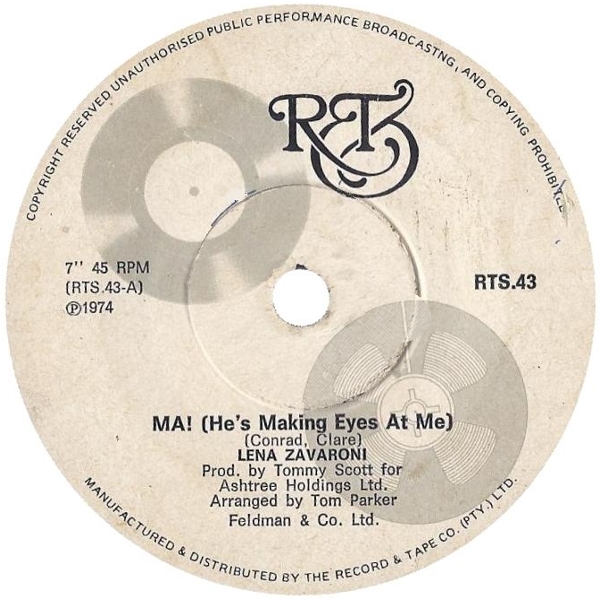 COPYRIGHT RESERVED UNAUTHORISED PUBLIC PERFORMANCE BROADCASTNG, AND COPYING PROHIBITED
R&T
7" 45 RPM
(RTS.43-A)
Ⓟ1974
RTS.43
MA! (He's Making Eyes At Me)
(Conrad, Clare)
LENA ZAVARONI
Prod. by Tommy Scott for
Ashtree Holdings Ltd.
Arranged by Tom Parker
Feldman & Co. Ltd.
MANUFACTURED & DISTRIBUTED BY THE RECORD & TAPE CO. (PTY.) LTD.